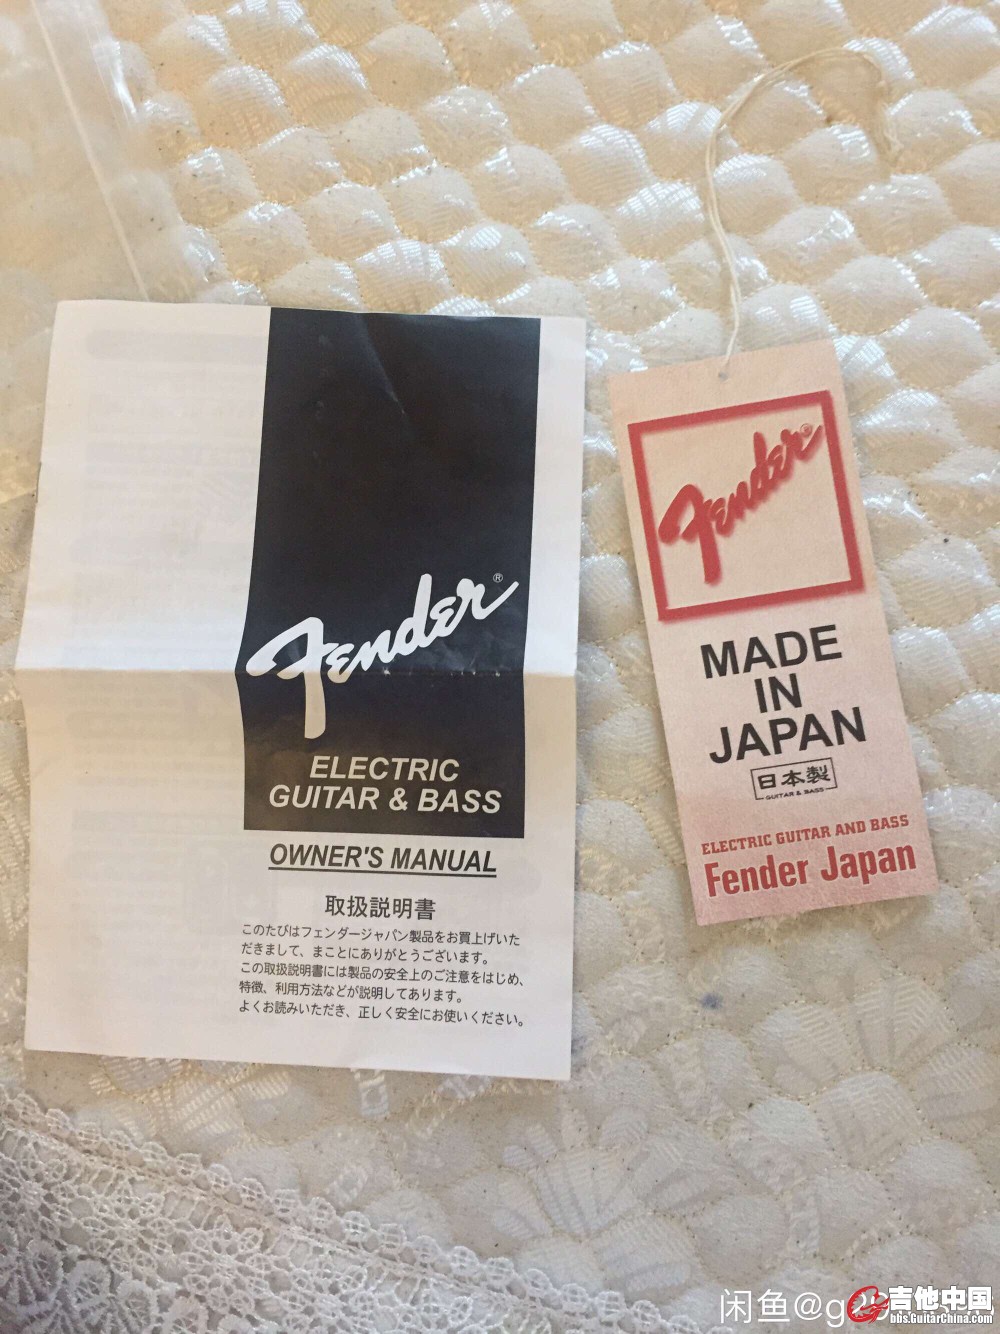 Fender®
ELECTRIC
GUITAR & BASS
OWNER'S MANUAL
取扱説明書
このたびはフェンダージャパン製品をお買上げいた
だきまして、まことにありがとうございます。
この取扱説明書には製品の安全上のご注意をはじめ、
特徴、利用方法などが説明してあります。
よくお読みいただき、正しく安全にお使いください。
Fender®
MADE
IN
JAPAN
日本製
GUITAR & BASS
ELECTRIC GUITAR AND BASS
Fender Japan
闲鱼@g2
吉他中国
bbs.GuitarChina.com